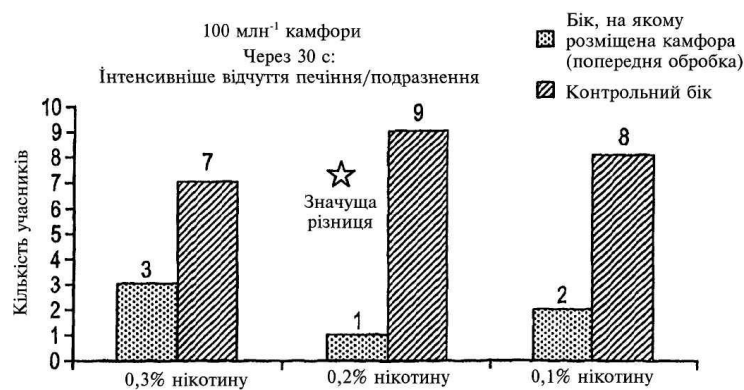 100 млн⁻¹ камфори
Через 30 с:
Інтенсивніше відчуття печіння/подразнення
Бік, на якому
розміщена камфора
(попередня обробка)
Контрольний бік
Кількість учасників
10
9
8
7
6
5
4
3
2
1
0
3
7
1
9
2
8
Значуща
різниця
0,3% нікотину
0,2% нікотину
0,1% нікотину